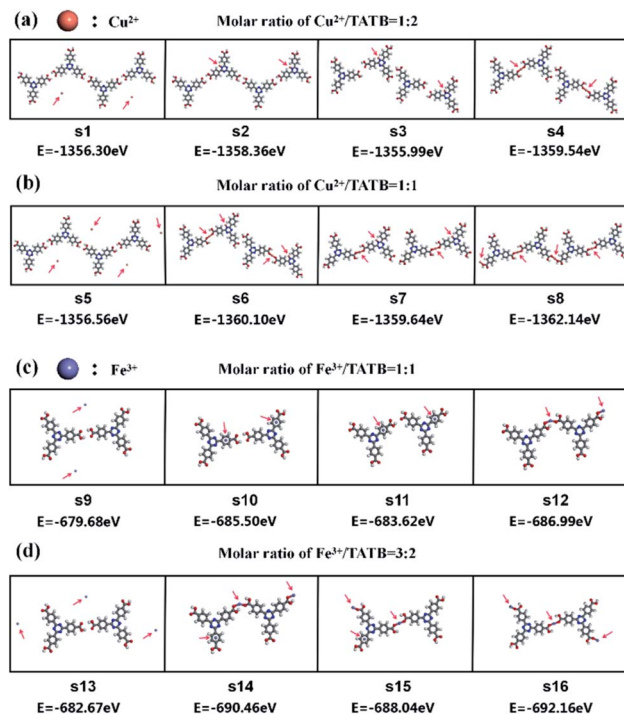 (a) : Cu²⁺ Molar ratio of Cu²⁺/TATB=1:2
s1 s2 s3 s4
E=-1356.30eV E=-1358.36eV E=-1355.99eV E=-1359.54eV
(b) Molar ratio of Cu²⁺/TATB=1:1
s5 s6 s7 s8
E=-1356.56eV E=-1360.10eV E=-1359.64eV E=-1362.14eV
(c) : Fe³⁺ Molar ratio of Fe³⁺/TATB=1:1
s9 s10 s11 s12
E=-679.68eV E=-685.50eV E=-683.62eV E=-686.99eV
(d) Molar ratio of Fe³⁺/TATB=3:2
s13 s14 s15 s16
E=-682.67eV E=-690.46eV E=-688.04eV E=-692.16eV